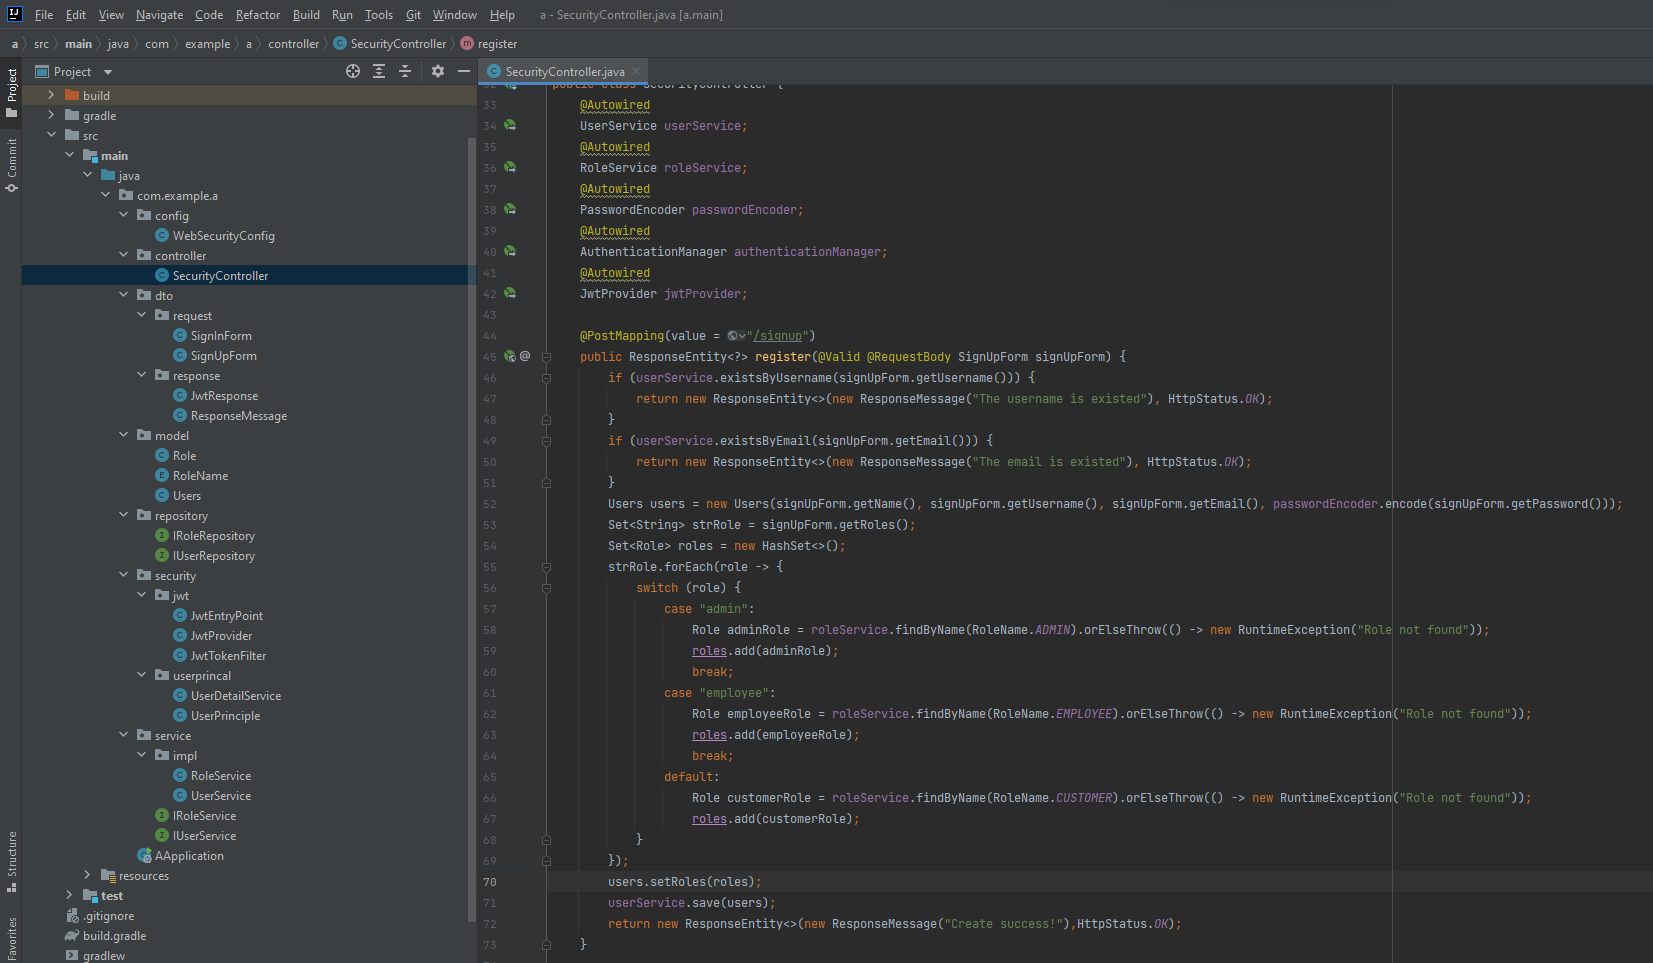 File Edit View Navigate Code Refactor Build Run Tools Git Window Help a - SecurityController.java [a.main]
a src main java com example a controller SecurityController register
Project
SecurityController.java
Project
Commit
Structure
Favorites
build
gradle
src
main
java
com.example.a
config
WebSecurityConfig
controller
SecurityController
dto
request
SignInForm
SignUpForm
response
JwtResponse
ResponseMessage
model
Role
RoleName
Users
repository
IRoleRepository
IUserRepository
security
jwt
JwtEntryPoint
JwtProvider
JwtTokenFilter
userprincal
UserDetailService
UserPrinciple
service
impl
RoleService
UserService
IRoleService
IUserService
AApplication
resources
test
.gitignore
build.gradle
gradlew
32 public class SecurityController {
33 @Autowired
34 UserService userService;
35 @Autowired
36 RoleService roleService;
37 @Autowired
38 PasswordEncoder passwordEncoder;
39 @Autowired
40 AuthenticationManager authenticationManager;
41 @Autowired
42 JwtProvider jwtProvider;
43
44 @PostMapping(value = "/signup")
45 @ public ResponseEntity<?> register(@Valid @RequestBody SignUpForm signUpForm) {
46 if (userService.existsByUsername(signUpForm.getUsername())) {
47 return new ResponseEntity<>(new ResponseMessage("The username is existed"), HttpStatus.OK);
48 }
49 if (userService.existsByEmail(signUpForm.getEmail())) {
50 return new ResponseEntity<>(new ResponseMessage("The email is existed"), HttpStatus.OK);
51 }
52 Users users = new Users(signUpForm.getName(), signUpForm.getUsername(), signUpForm.getEmail(), passwordEncoder.encode(signUpForm.getPassword()));
53 Set<String> strRole = signUpForm.getRoles();
54 Set<Role> roles = new HashSet<>();
55 strRole.forEach(role -> {
56 switch (role) {
57 case "admin":
58 Role adminRole = roleService.findByName(RoleName.ADMIN).orElseThrow(() -> new RuntimeException("Role not found"));
59 roles.add(adminRole);
60 break;
61 case "employee":
62 Role employeeRole = roleService.findByName(RoleName.EMPLOYEE).orElseThrow(() -> new RuntimeException("Role not found"));
63 roles.add(employeeRole);
64 break;
65 default:
66 Role customerRole = roleService.findByName(RoleName.CUSTOMER).orElseThrow(() -> new RuntimeException("Role not found"));
67 roles.add(customerRole);
68 }
69 });
70 users.setRoles(roles);
71 userService.save(users);
72 return new ResponseEntity<>(new ResponseMessage("Create success!"),HttpStatus.OK);
73 }